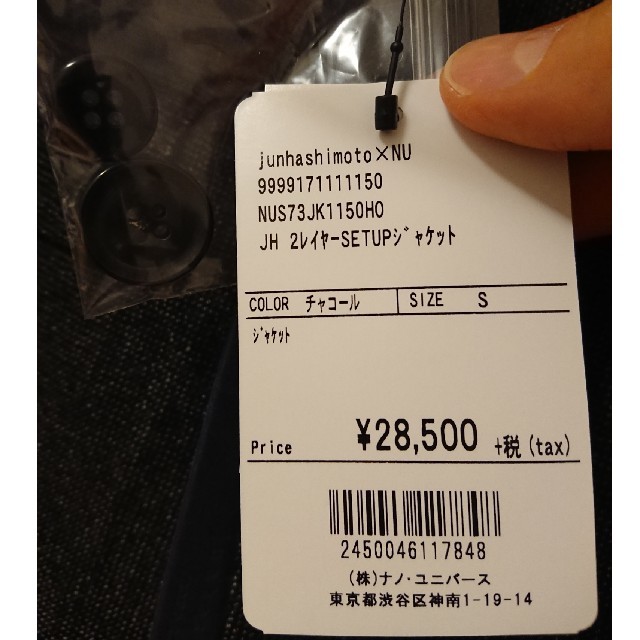 junhashimoto×NU
9999171111150
NUS73JK1150HO
JH 2ﾚｲﾔｰSETUPｼﾞｬｹｯﾄ
COLOR チャコール SIZE S
ｼﾞｬｹｯﾄ
Price ¥28,500 +税(tax)
2450046117848
(株)ナノ・ユニバース
東京都渋谷区神南1-19-14